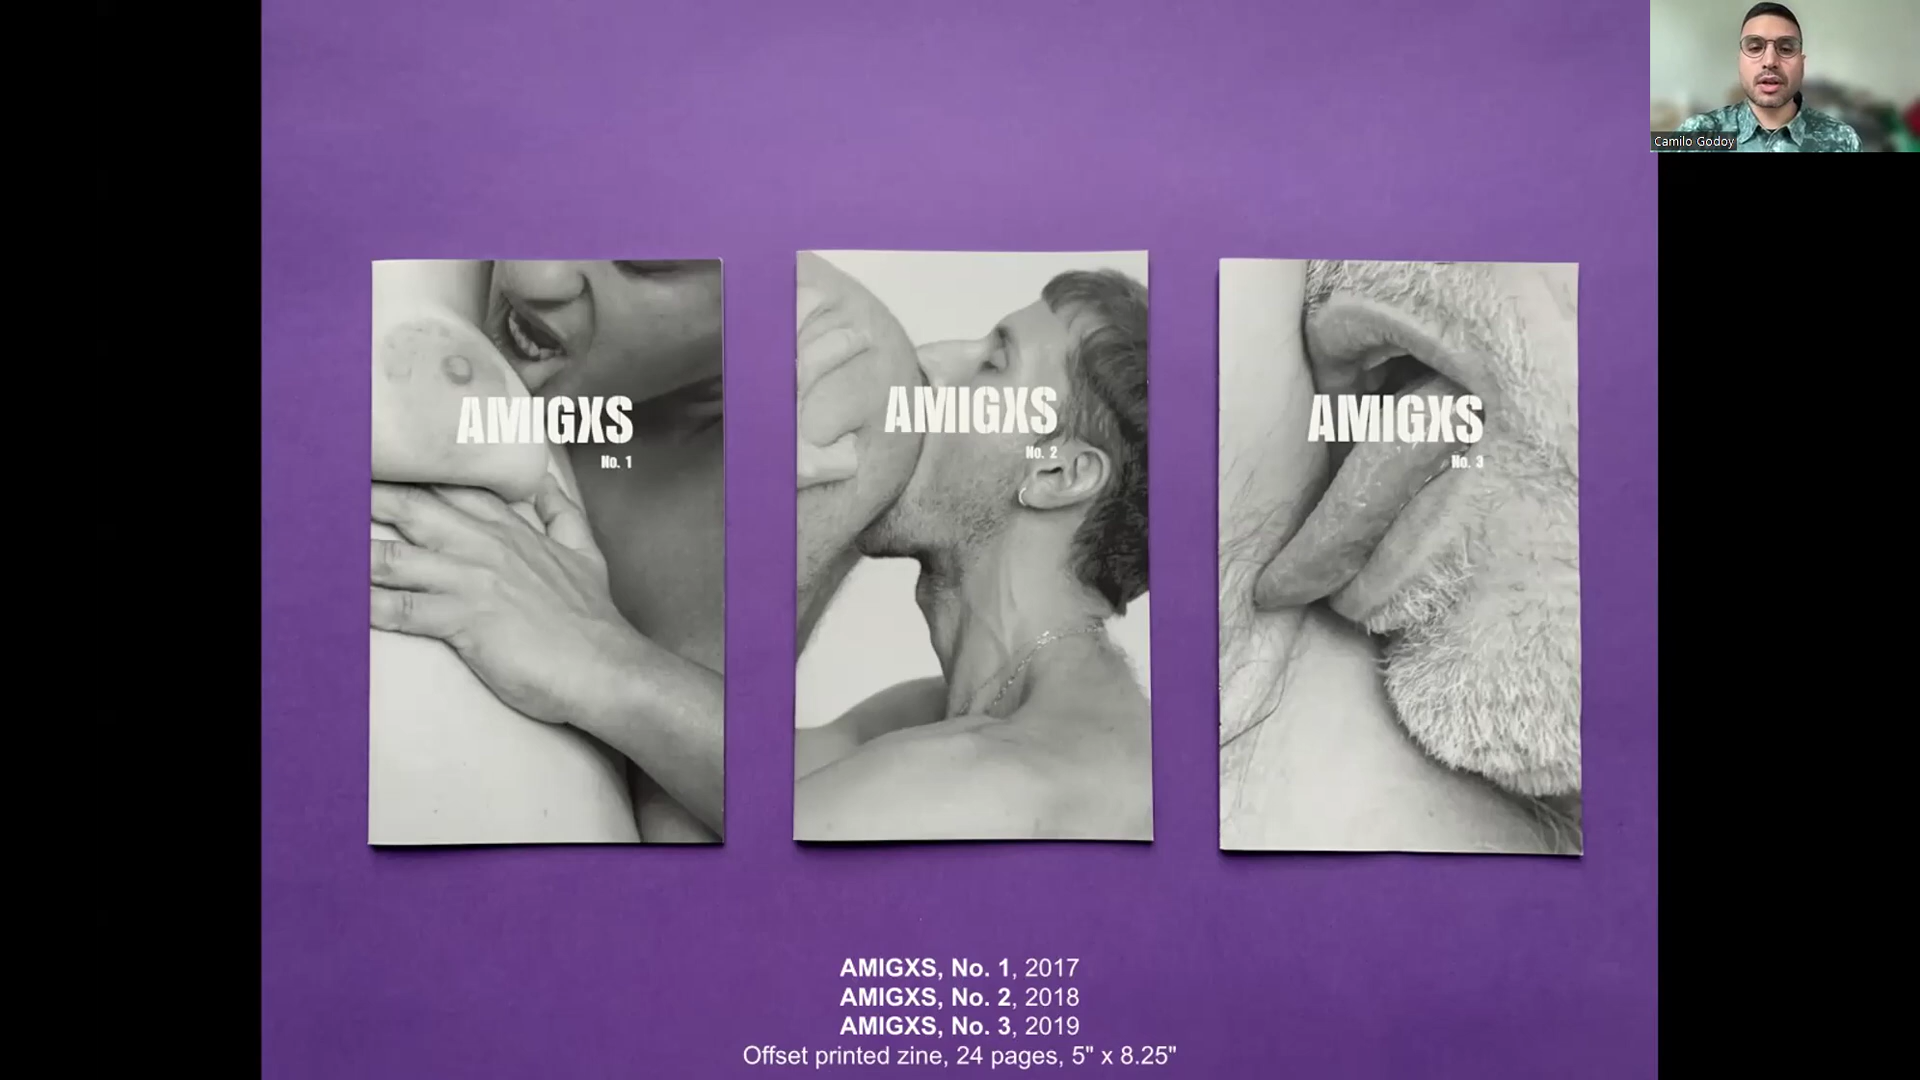 Camilo Godoy
AMIGXS
No. 1
AMIGXS
No. 2
AMIGXS
No. 3
AMIGXS, No. 1, 2017
AMIGXS, No. 2, 2018
AMIGXS, No. 3, 2019
Offset printed zine, 24 pages, 5" x 8.25"